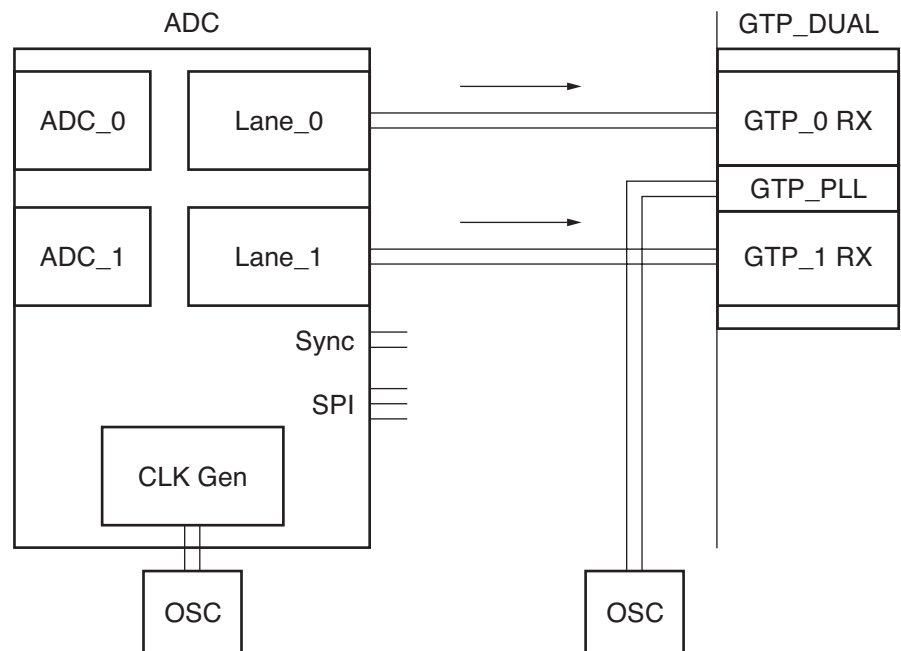 ADC
GTP_DUAL
ADC_0
Lane_0
GTP_0 RX
GTP_PLL
ADC_1
Lane_1
GTP_1 RX
Sync
SPI
CLK Gen
OSC
OSC